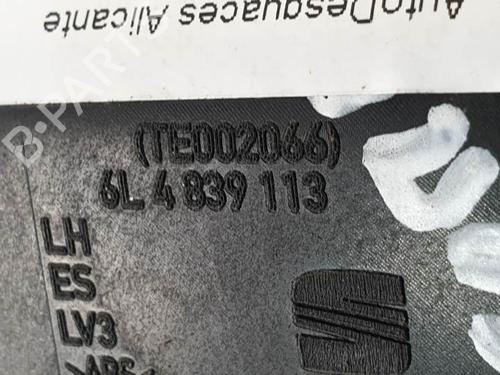 AutoDesguaces Alicante
B-PARTS
(TE002066)
6L 4 839 113
LH
ES
LV3